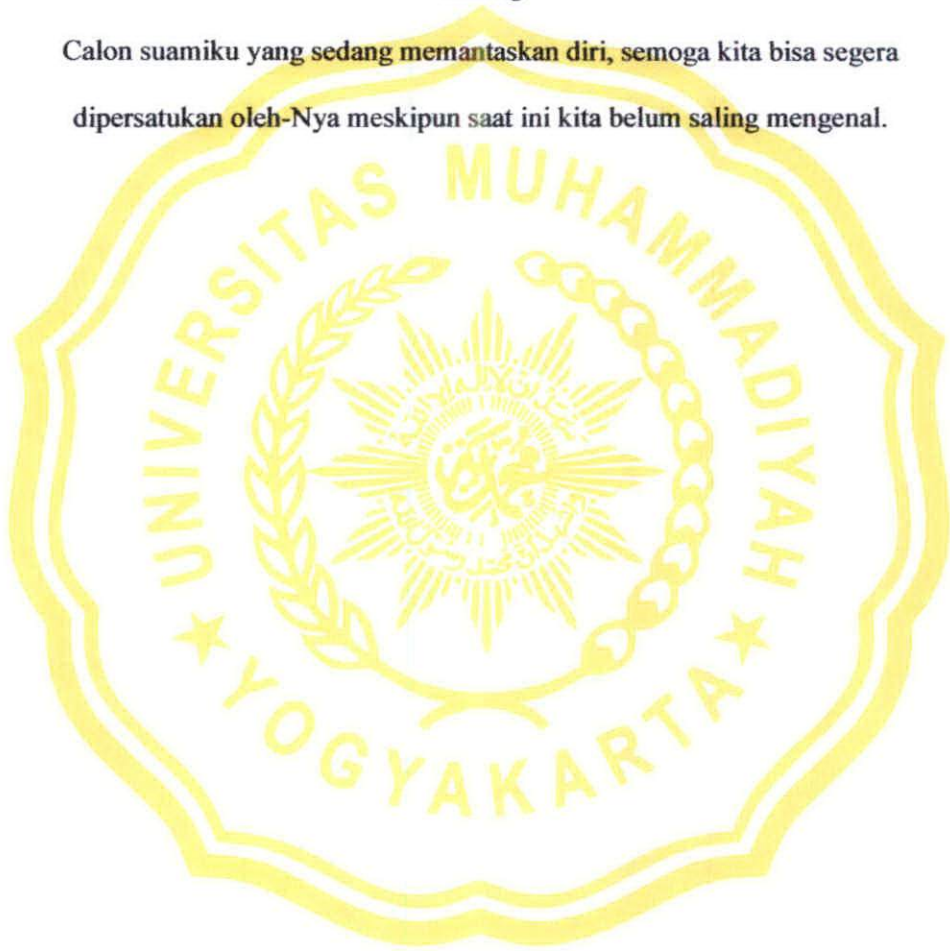 Calon suamiku yang sedang memantaskan diri, semoga kita bisa segera
dipersatukan oleh-Nya meskipun saat ini kita belum saling mengenal.
UNIVERSITAS MUHAMMADIYAH
YOGYAKARTA